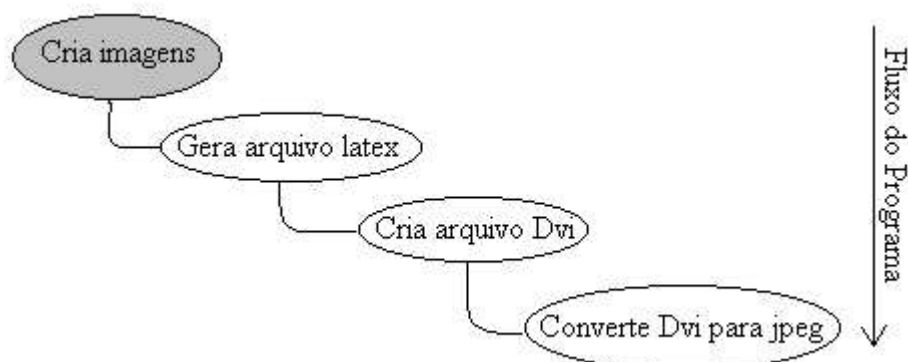 Cria imagens
Gera arquivo latex
Cria arquivo Dvi
Converte Dvi para jpeg
Fluxo do Programa